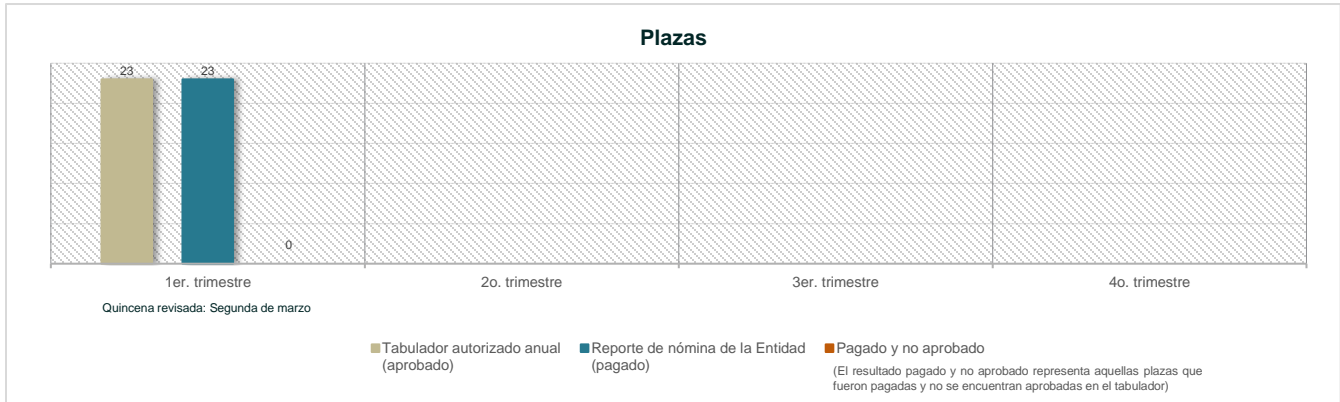 Plazas
23
23
0
1er. trimestre
2o. trimestre
3er. trimestre
4o. trimestre
Quincena revisada: Segunda de marzo
Tabulador autorizado anual
(aprobado)
Reporte de nómina de la Entidad
(pagado)
Pagado y no aprobado
(El resultado pagado y no aprobado representa aquellas plazas que
fueron pagadas y no se encuentran aprobadas en el tabulador)